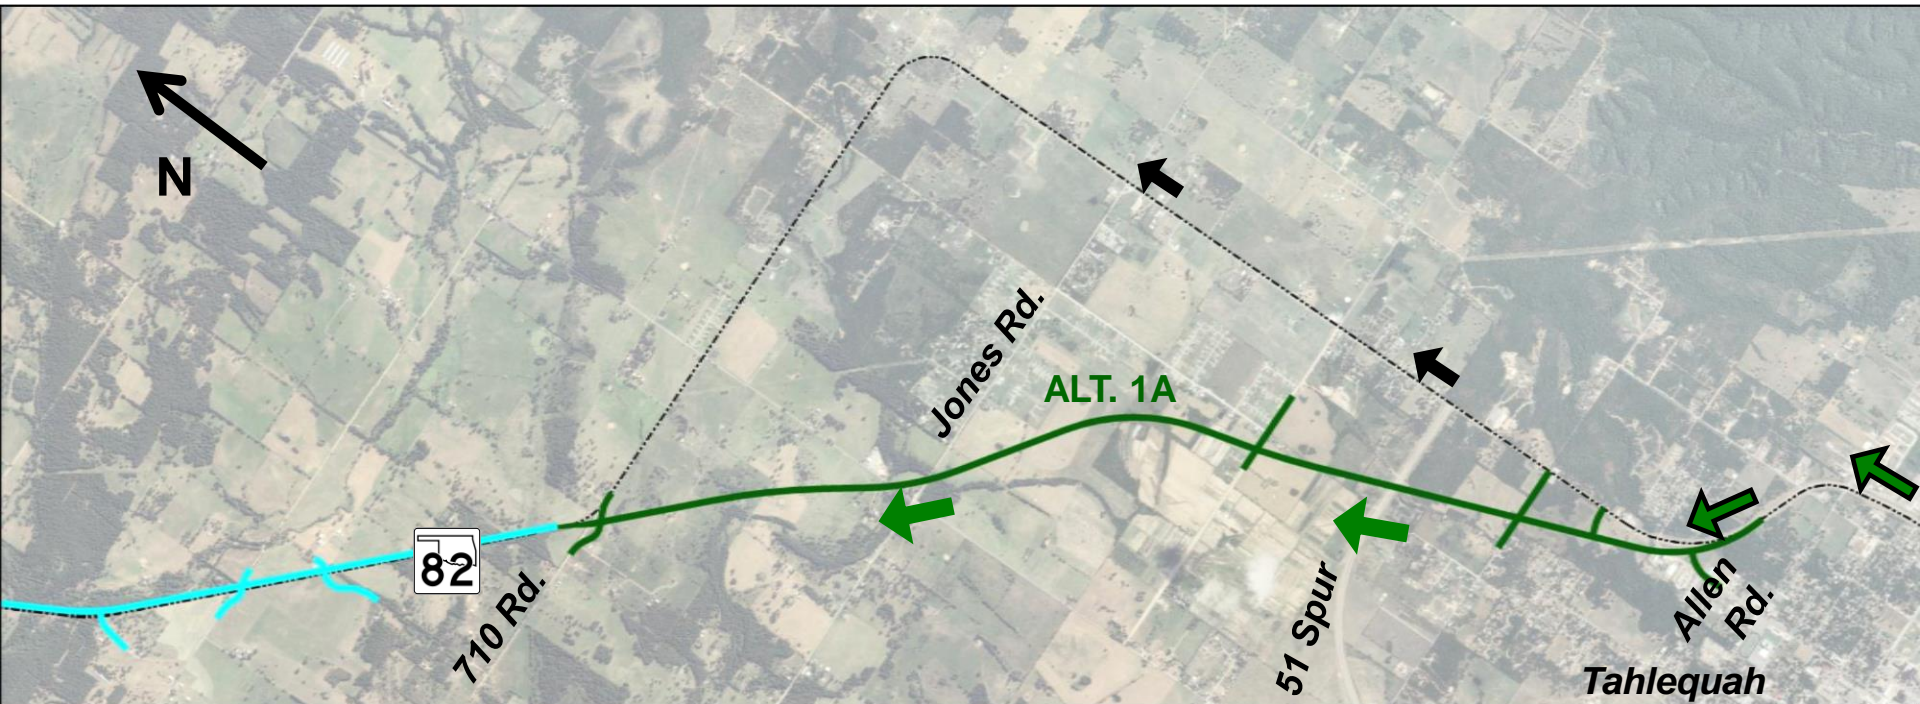 N
Jones Rd.
ALT. 1A
82
710 Rd.
51 Spur
Allen
Rd.
Tahlequah